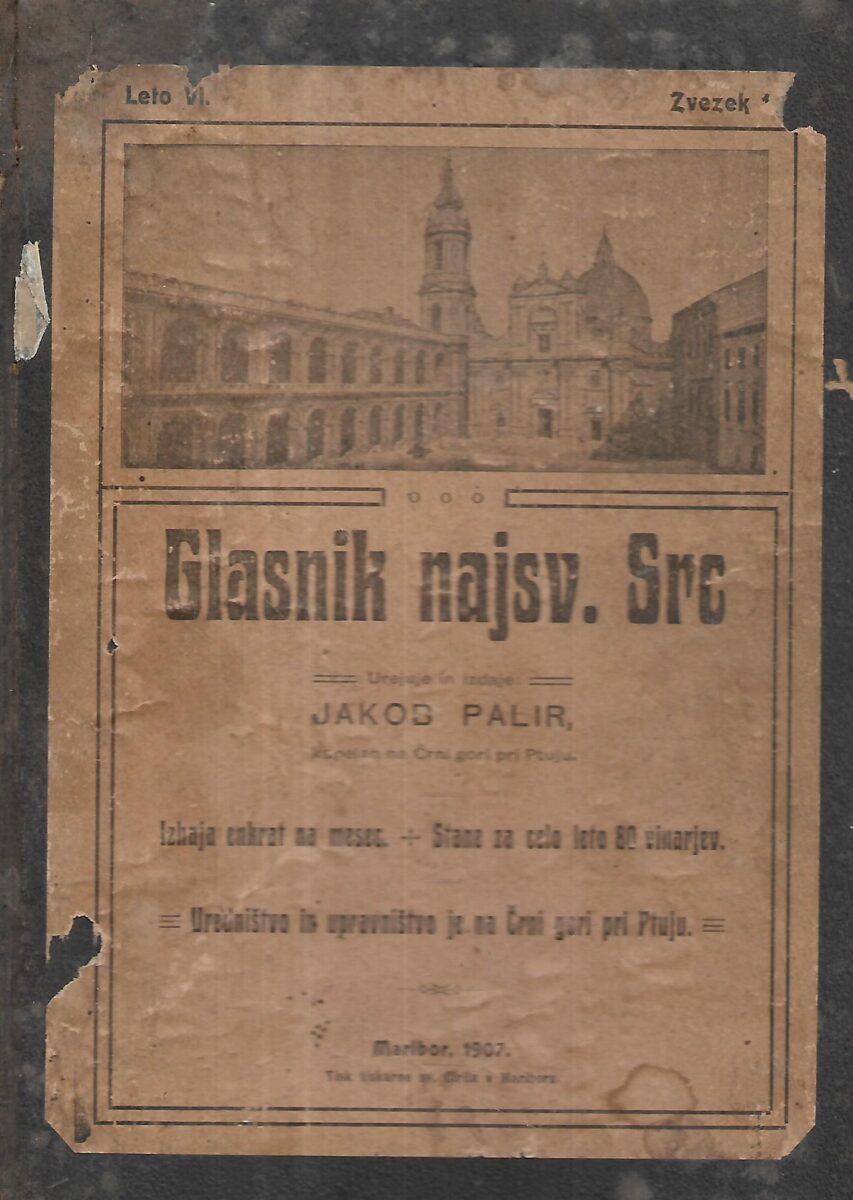 Leto VI.
Zvezek
Glasnik najsv. Src
Urejuje in izdaje:
JAKOB PALIR,
kapelan na Črni gori pri Ptuju.
Izhaja enkrat na mesec. + Stane za celo leto 80 vinarjev.
Uredništvo in upravništvo je na Črni gori pri Ptuju.
Maribor, 1907.
Tisk tiskarne sv. Cirila v Mariboru